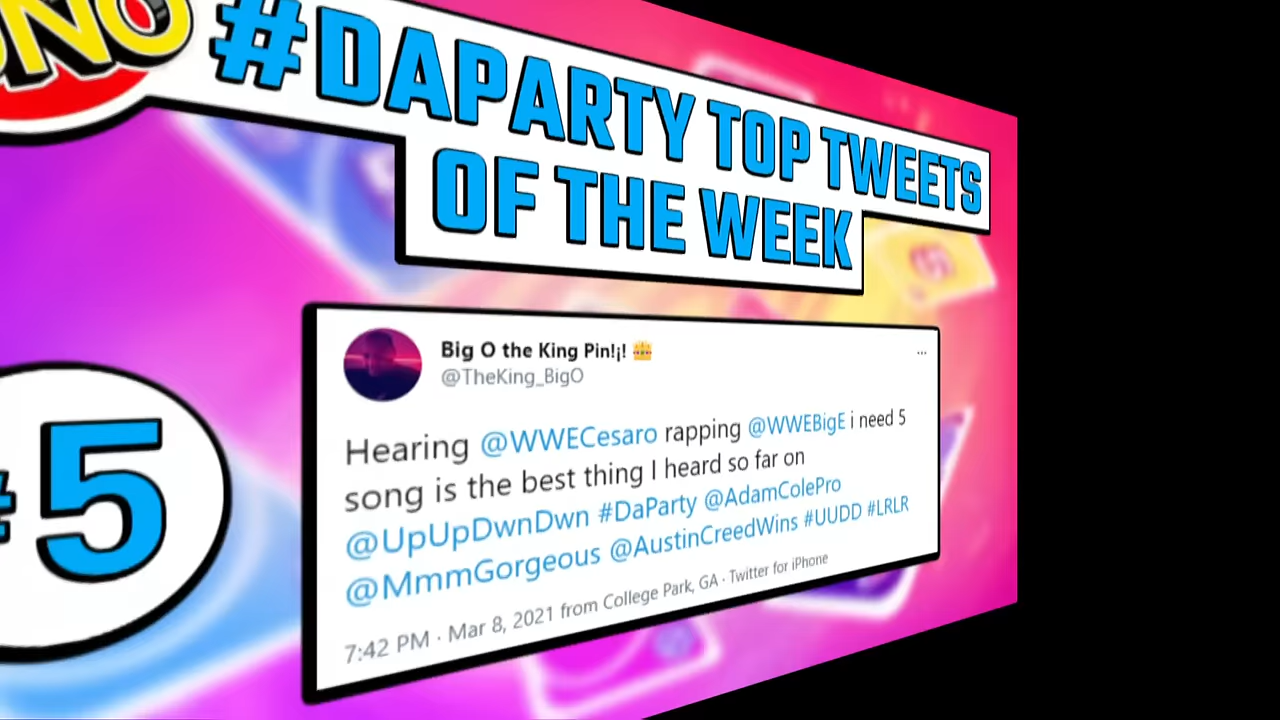 UNO
#DAPARTY TOP TWEETS
OF THE WEEK
#5
Big O the King Pin!¡! 👑
@TheKing_BigO
Hearing @WWECesaro rapping @WWEBigE i need 5
song is the best thing I heard so far on
@UpUpDwnDwn #DaParty @AdamColePro
@MmmGorgeous @AustinCreedWins #UUDD #LRLR
7:42 PM · Mar 8, 2021 from College Park, GA · Twitter for iPhone